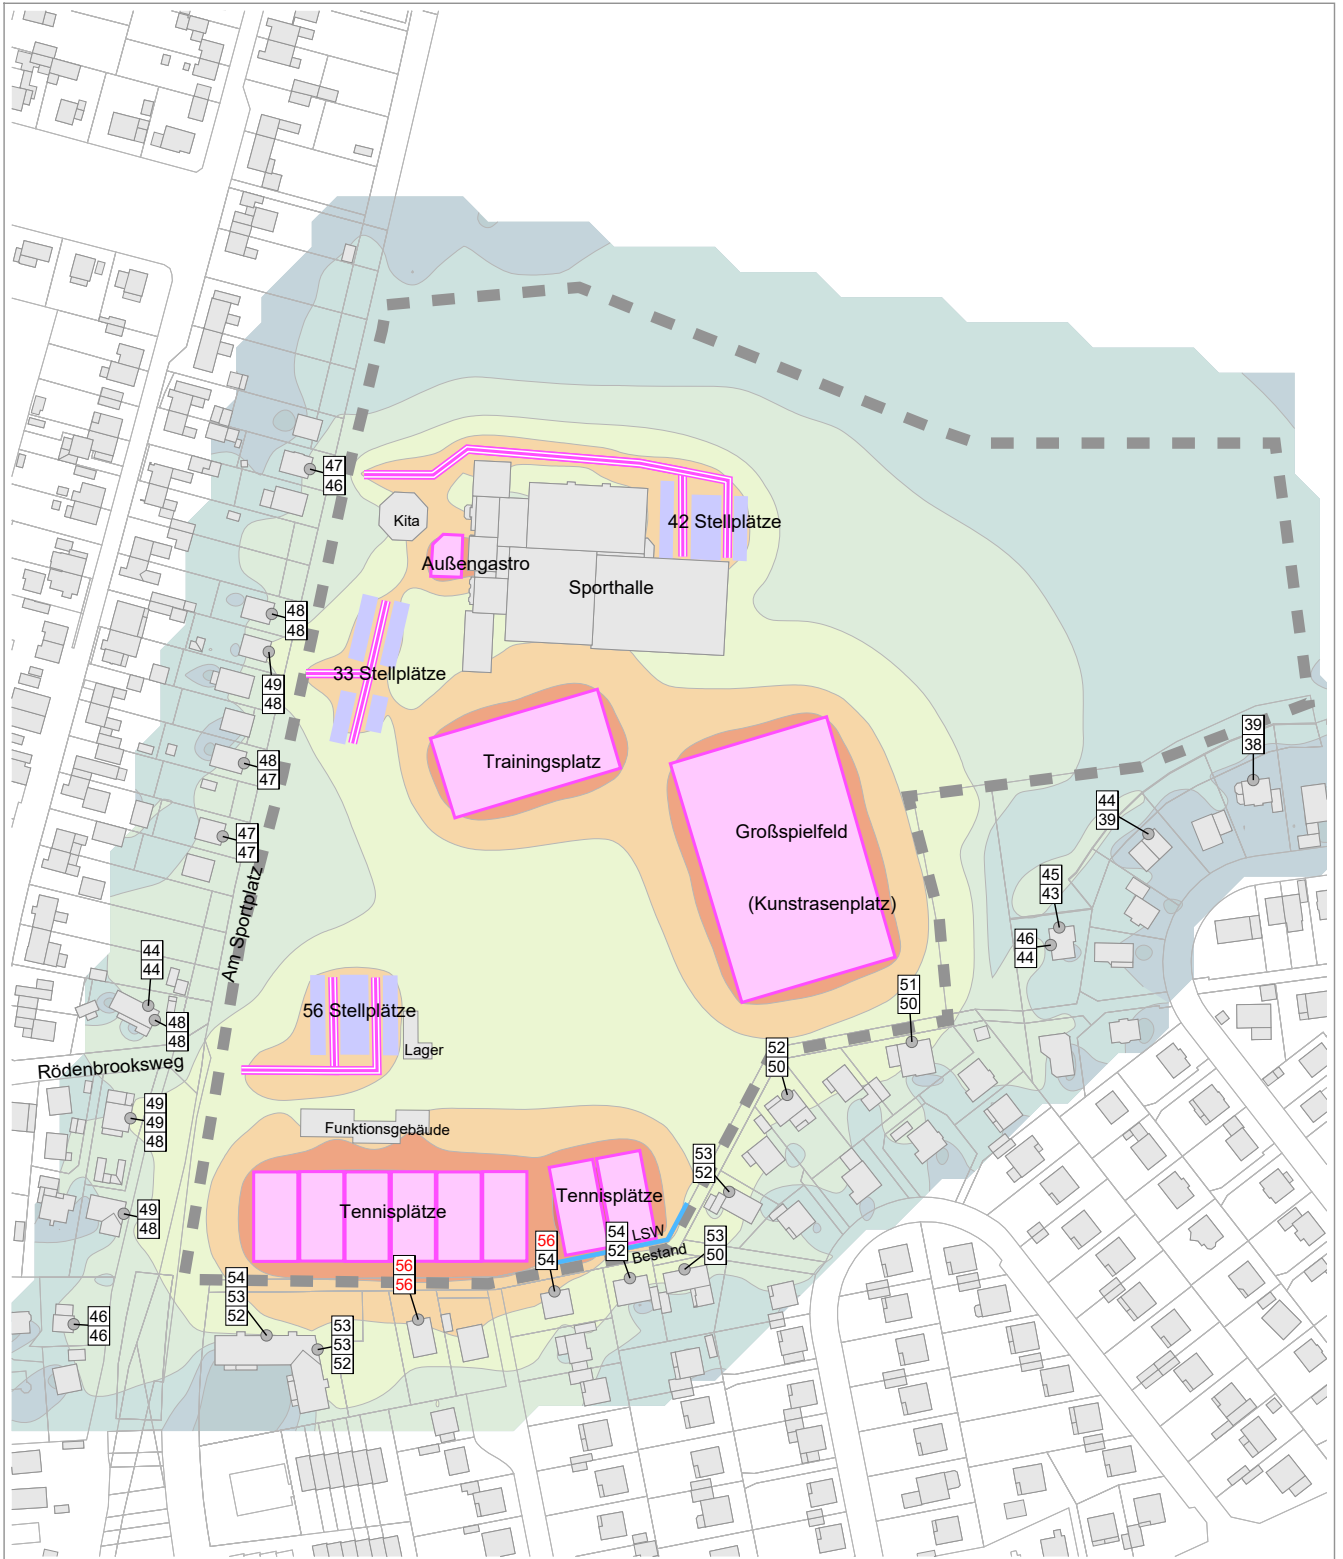 47
46
Kita
42 Stellplätze
Außengastro
Sporthalle
48
48
49
48
33 Stellplätze
48
47
39
38
Trainingsplatz
44
39
Großspielfeld
47
47
(Kunstrasenplatz)
45
43
46
44
Am Sportplatz
44
44
51
50
56 Stellplätze
48
48
Lager
52
50
Rödenbrooksweg
49
49
48
Funktionsgebäude
53
52
Tennisplätze
Tennisplätze
49
48
54
52
LSW
Bestand
53
50
56
54
56
56
54
53
52
46
46
53
53
52